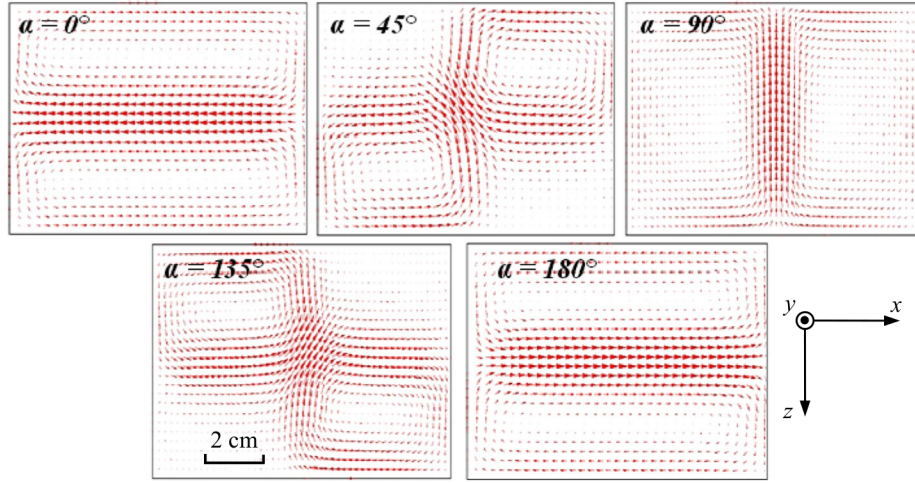 α = 0°
α = 45°
α = 90°
α = 135°
α = 180°
2 cm
y
x
z